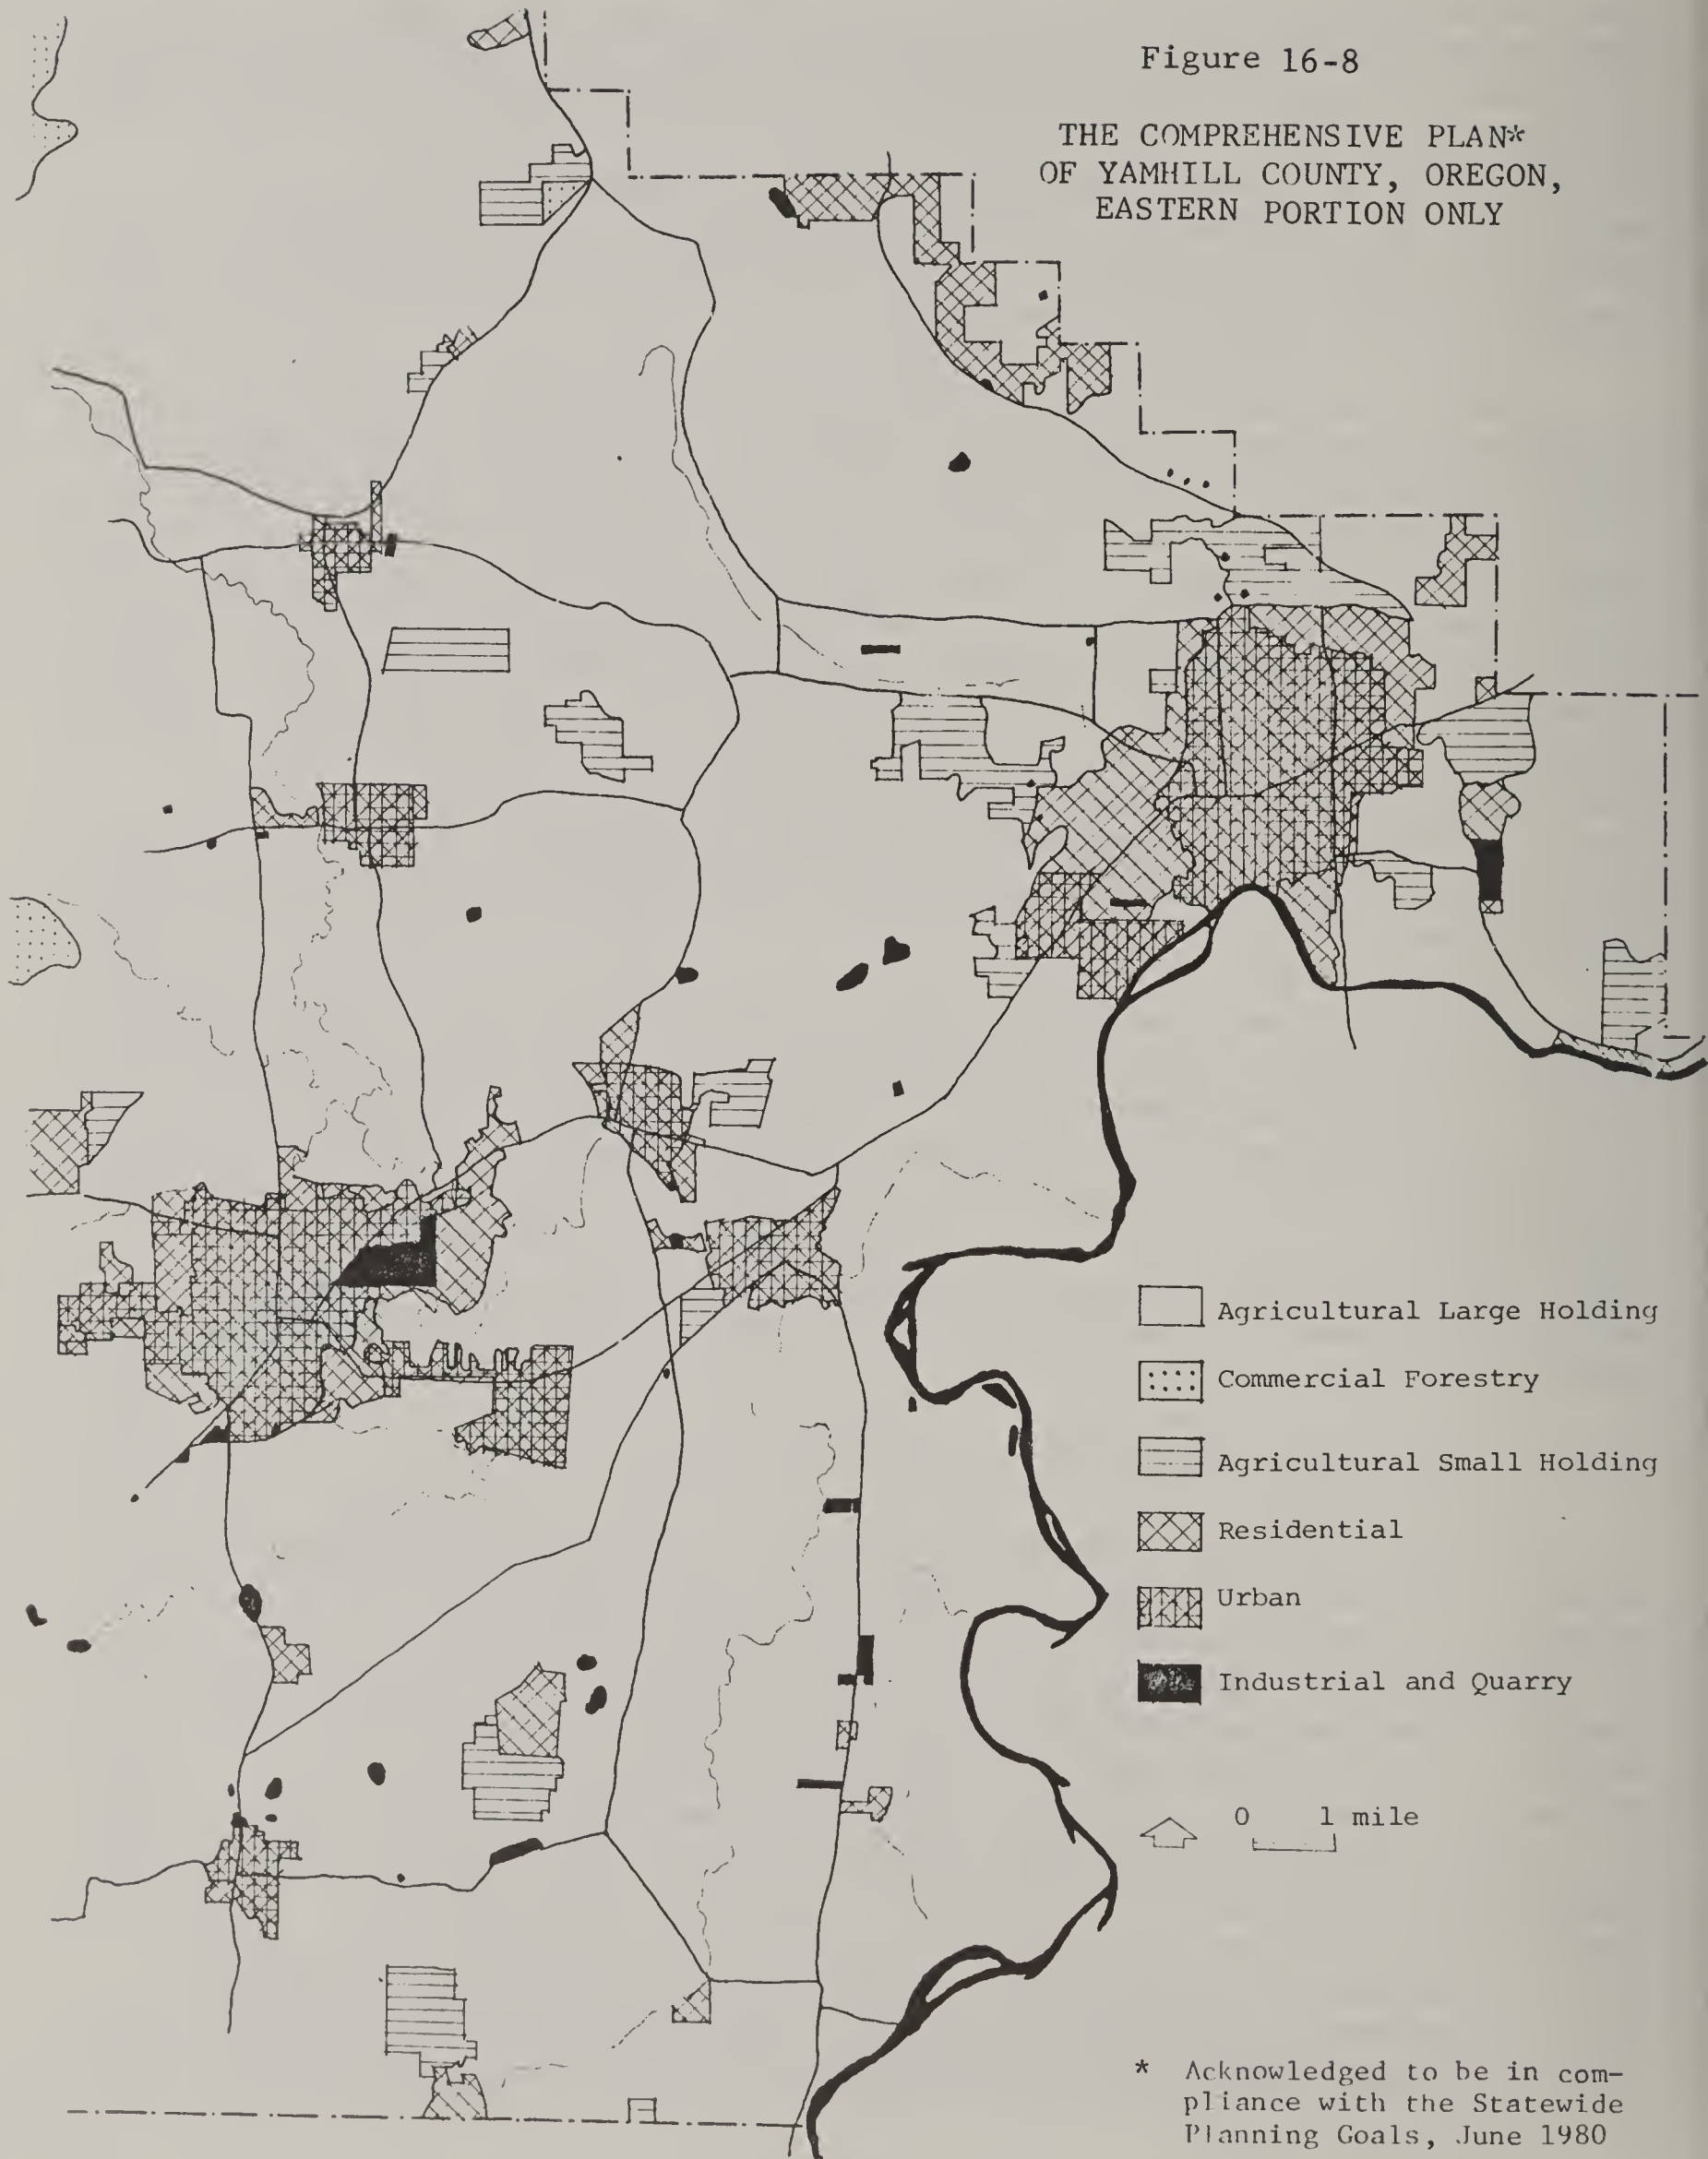 Figure 16-8
THE COMPREHENSIVE PLAN*
OF YAMHILL COUNTY, OREGON,
EASTERN PORTION ONLY
Agricultural Large Holding
Commercial Forestry
Agricultural Small Holding
Residential
Urban
Industrial and Quarry
0 1 mile
* Acknowledged to be in com-
pliance with the Statewide
Planning Goals, June 1980